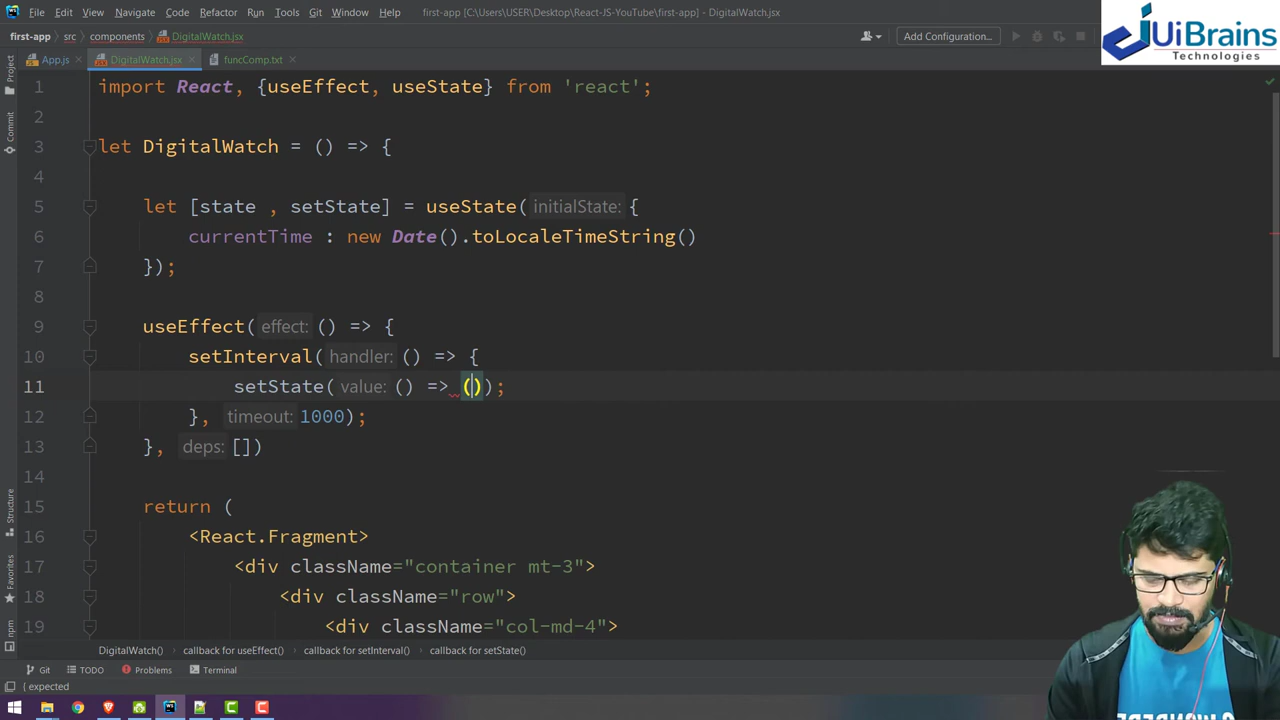 File Edit View Navigate Code Refactor Run Tools Git Window Help first-app [C:\Users\USER\Desktop\React-JS-YouTube\first-app] - DigitalWatch.jsx
first-app src components DigitalWatch.jsx Add Configuration...
UiBrains
Technologies
App.js DigitalWatch.jsx funcComp.txt
Project
Commit
Structure
Favorites
npm
1 import React, {useEffect, useState} from 'react';
2
3 let DigitalWatch = () => {
4
5 let [state , setState] = useState( initialState: {
6 currentTime : new Date().toLocaleTimeString()
7 });
8
9 useEffect( effect: () => {
10 setInterval( handler: () => {
11 setState( value: () => ());
12 }, timeout: 1000);
13 }, deps: [])
14
15 return (
16 <React.Fragment>
17 <div className="container mt-3">
18 <div className="row">
19 <div className="col-md-4">
DigitalWatch() callback for useEffect() callback for setInterval() callback for setState()
Git TODO Problems Terminal
( expected